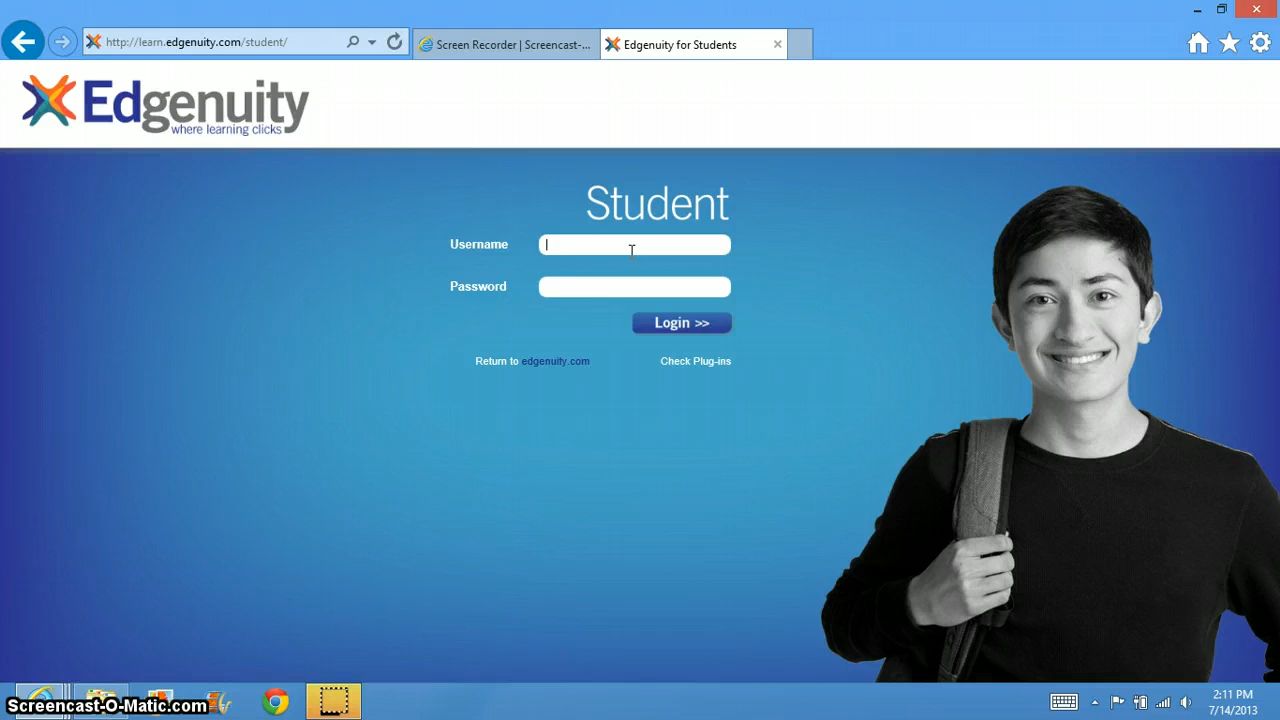 http://learn.edgenuity.com/student/
Screen Recorder | Screencast-...
Edgenuity for Students
Edgenuity
where learning clicks
Student
Username
Password
Login >>
Return to edgenuity.com
Check Plug-ins
Screencast-O-Matic.com
2:11 PM
7/14/2013